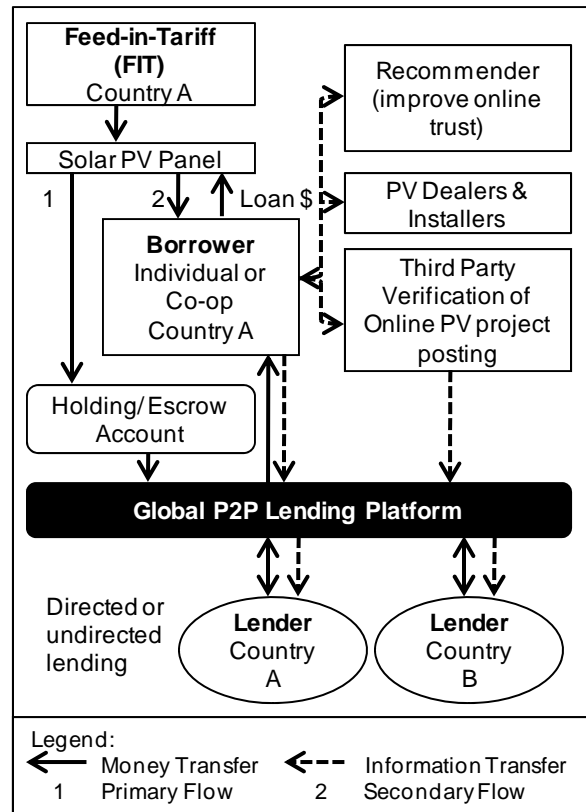 Feed-in-Tariff
(FIT)
Country A
Solar PV Panel
1
2
Loan $
Borrower
Individual or
Co-op
Country A
Recommender
(improve online
trust)
PV Dealers &
Installers
Third Party
Verification of
Online PV project
posting
Holding/ Escrow
Account
Global P2P Lending Platform
Directed or
undirected
lending
Lender
Country
A
Lender
Country
B
Legend:
Money Transfer
Information Transfer
1 Primary Flow
2 Secondary Flow